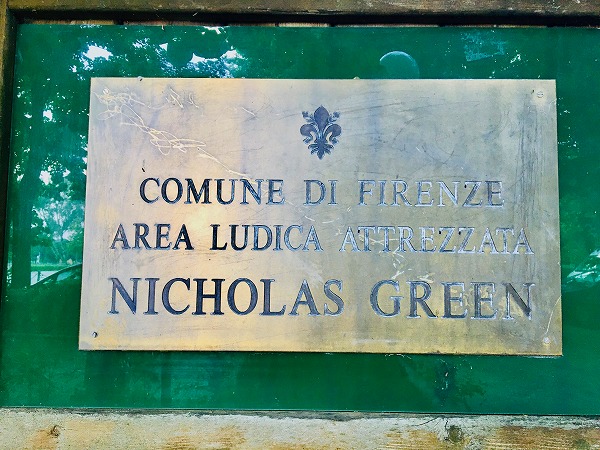 COMUNE DI FIRENZE
AREA LUDICA ATTREZZATA
NICHOLAS GREEN